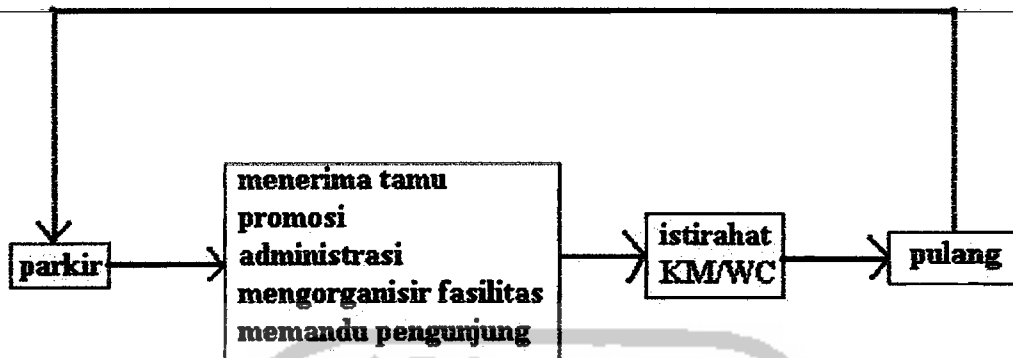 parkir
menerima tamu
promosi
administrasi
mengorganisir fasilitas
memandu pengunjung
istirahat
KM/WC
pulang